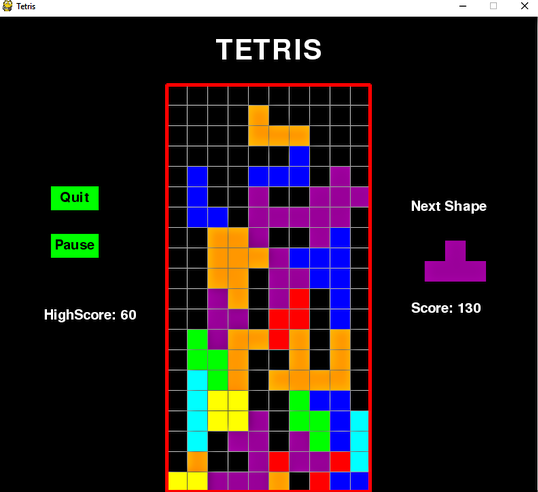 Tetris
TETRIS
Quit
Pause
HighScore: 60
Next Shape
Score: 130